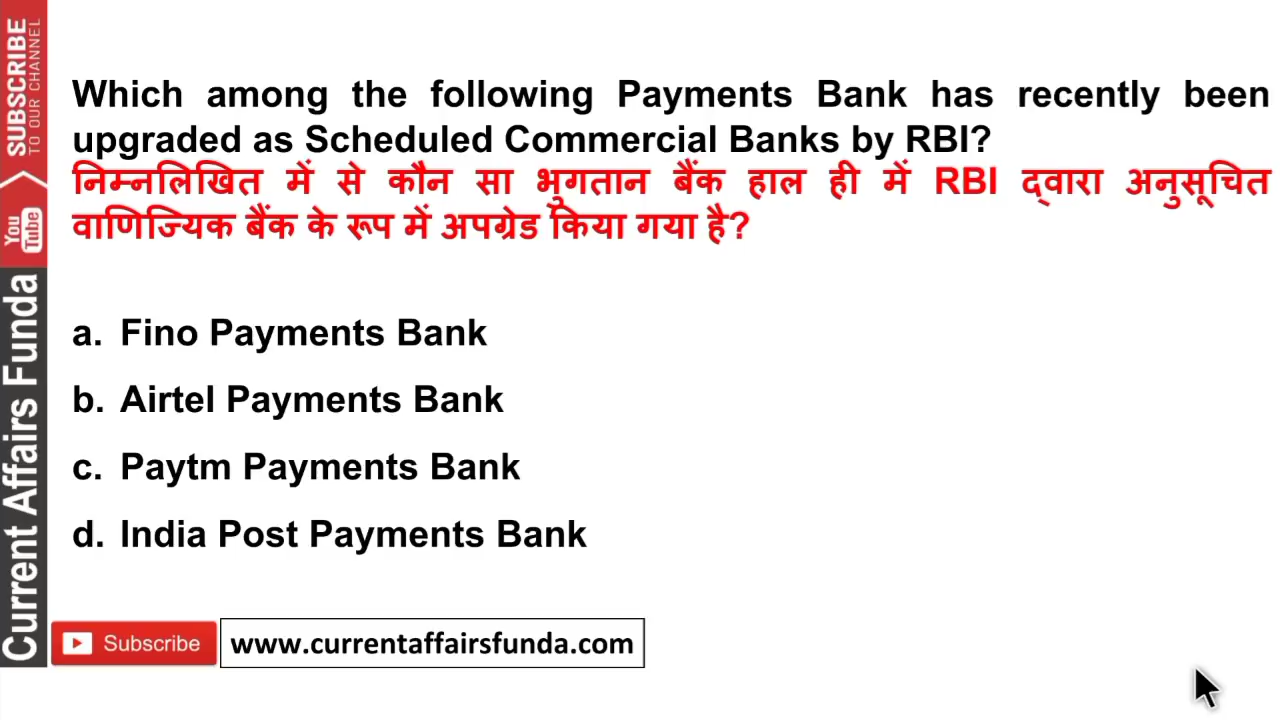 SUBSCRIBE
TO OUR CHANNEL
You
Tube
Current Affairs Funda
Which among the following Payments Bank has recently been
upgraded as Scheduled Commercial Banks by RBI?
निम्नलिखित में से कौन सा भुगतान बैंक हाल ही में RBI द्वारा अनुसूचित
वाणिज्यिक बैंक के रूप में अपग्रेड किया गया है?
a. Fino Payments Bank
b. Airtel Payments Bank
c. Paytm Payments Bank
d. India Post Payments Bank
Subscribe
www.currentaffairsfunda.com